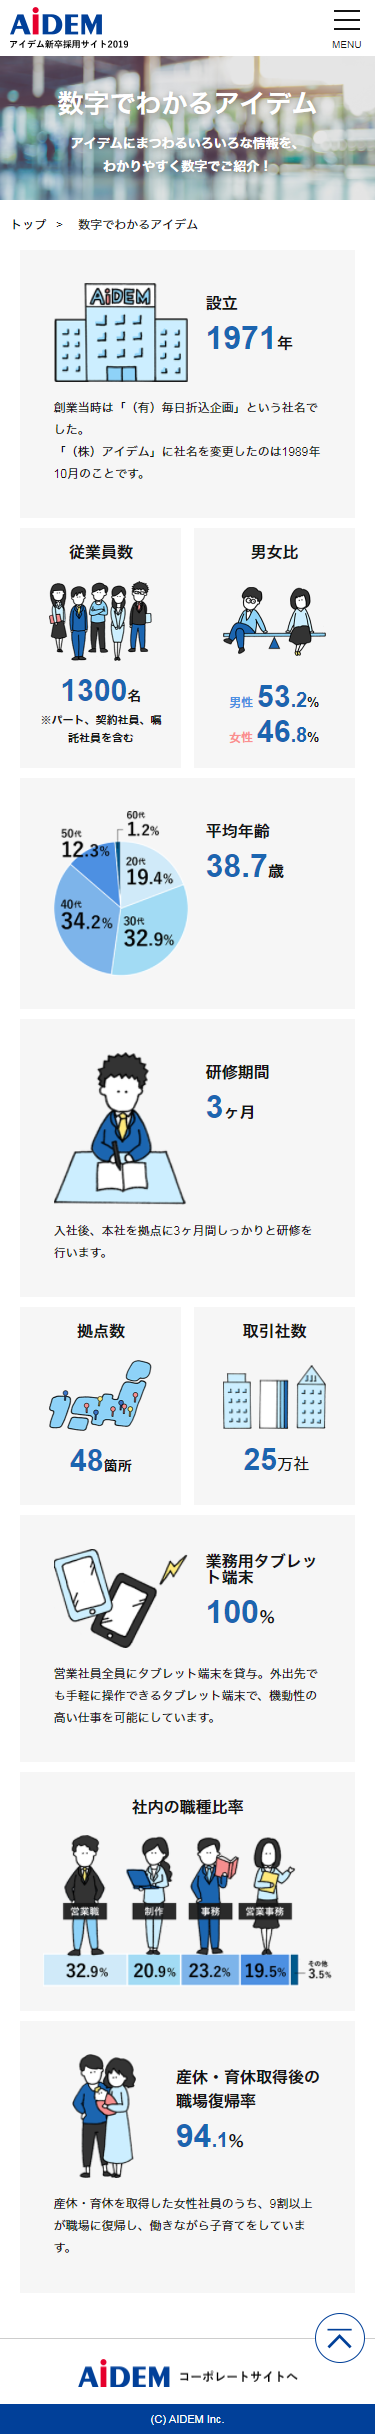 AiDEM
アイデム新卒採用サイト2019
MENU
数字でわかるアイデム
アイデムにまつわるいろいろな情報を、
わかりやすく数字でご紹介！
トップ > 数字でわかるアイデム
AiDEM
設立
1971年
創業当時は「（有）毎日折込企画」という社名で
した。
「（株）アイデム」に社名を変更したのは1989年
10月のことです。
従業員数
1300名
※パート、契約社員、嘱
託社員を含む
男女比
男性 53.2%
女性 46.8%
平均年齢
38.7歳
60代
1.2%
50代
12.3%
20代
19.4%
40代
34.2%
30代
32.9%
研修期間
3ヶ月
入社後、本社を拠点に3ヶ月間しっかりと研修を
行います。
拠点数
48箇所
取引社数
25万社
業務用タブレッ
ト端末
100%
営業社員全員にタブレット端末を貸与。外出先で
も手軽に操作できるタブレット端末で、機動性の
高い仕事を可能にしています。
社内の職種比率
営業職 制作 事務 営業事務
32.9% 20.9% 23.2% 19.5%
その他
3.5%
産休・育休取得後の
職場復帰率
94.1%
産休・育休を取得した女性社員のうち、9割以上
が職場に復帰し、働きながら子育てをしていま
す。
AiDEM コーポレートサイトへ
(C) AIDEM Inc.